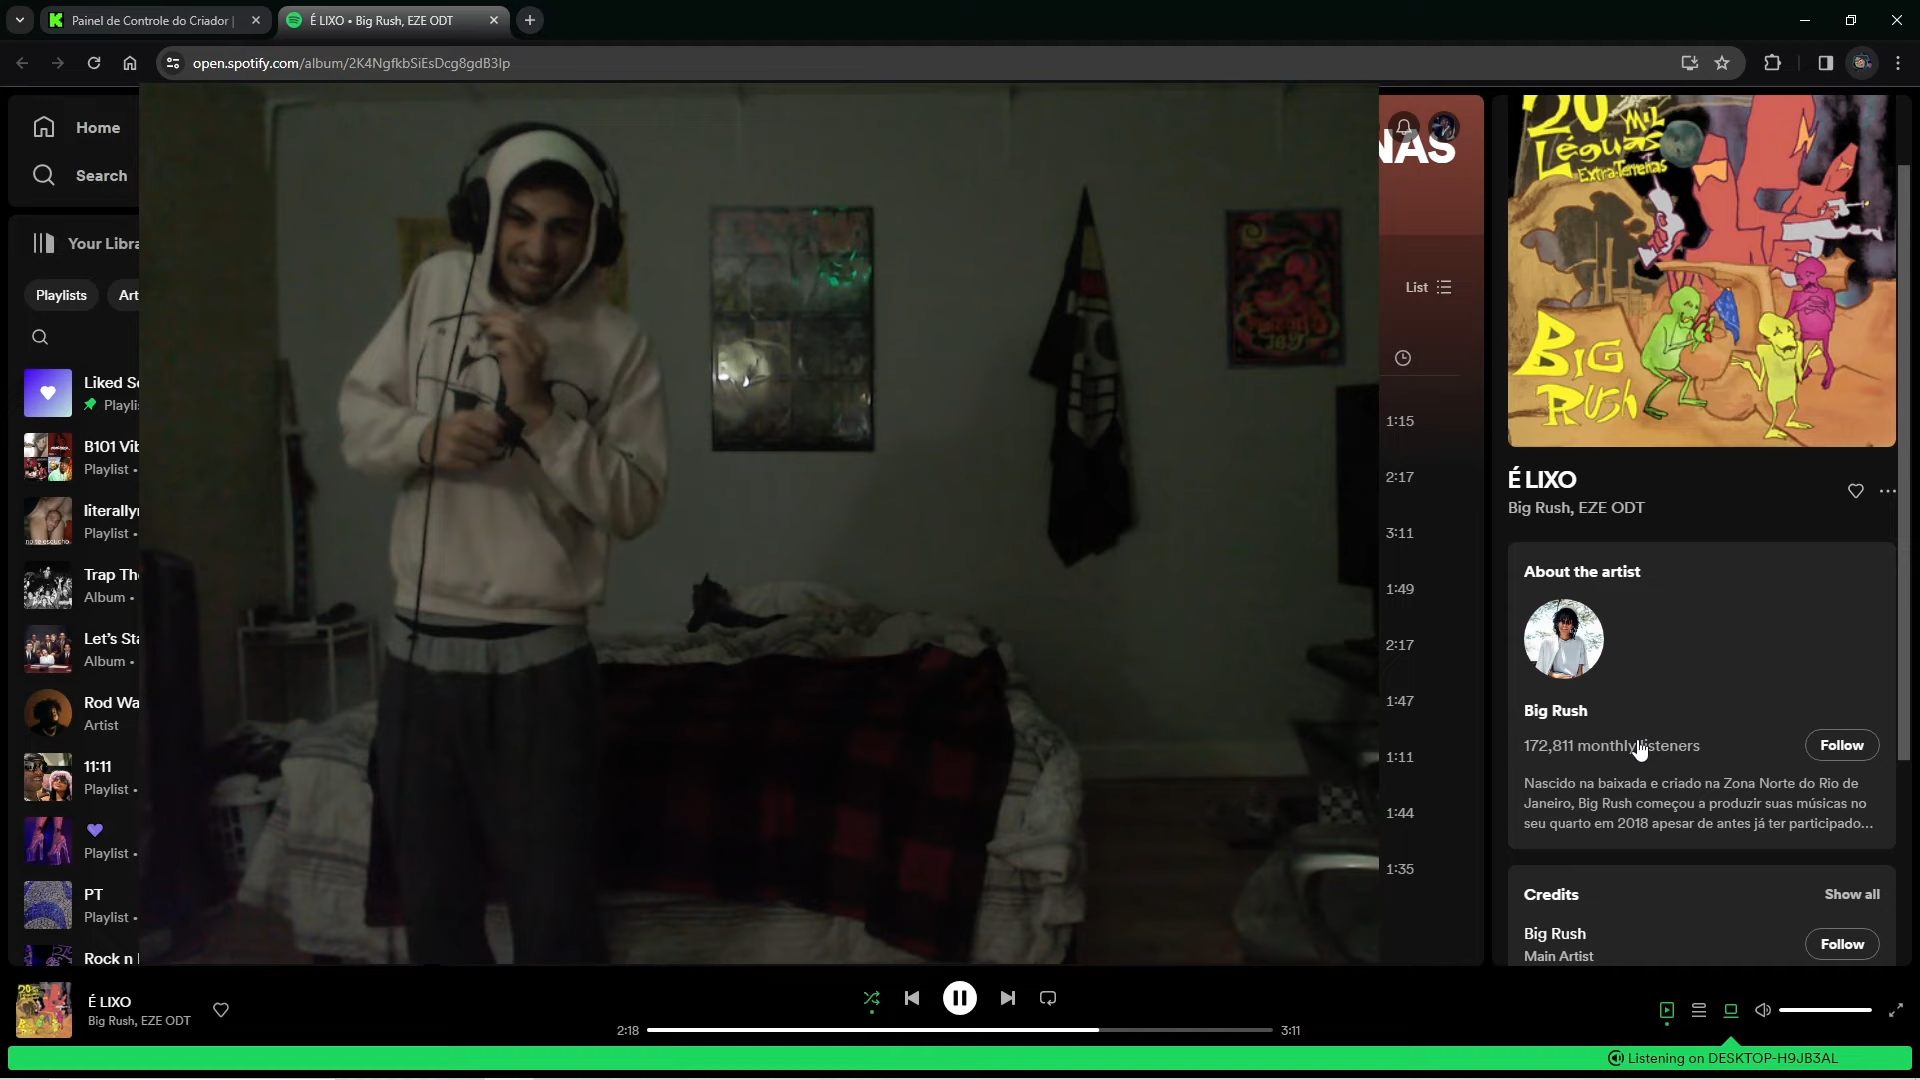 Painel de Controle do Criador |
É LIXO • Big Rush, EZE ODT
open.spotify.com/album/2K4NgfkbSiEsDcg8gdB3lp
Home
Search
Your Libra
Playlists
Art
Liked So
Playlis
B101 Vib
Playlist •
literallyn
Playlist •
Trap The
Album •
Let's Sta
Album •
Rod Wa
Artist
11:11
Playlist •
Playlist •
PT
Playlist •
Rock n
NAS
List
1:15
2:17
3:11
1:49
2:17
1:47
1:11
1:44
1:35
20 MIL
Léguas
Extra-Terrenas
BIG
RUSH
É LIXO
Big Rush, EZE ODT
About the artist
Big Rush
172,811 monthly listeners
Follow
Nascido na baixada e criado na Zona Norte do Rio de
Janeiro, Big Rush começou a produzir suas músicas no
seu quarto em 2018 apesar de antes já ter participado...
Credits
Show all
Big Rush
Main Artist
Follow
É LIXO
Big Rush, EZE ODT
2:18
3:11
Listening on DESKTOP-H9JB3AL